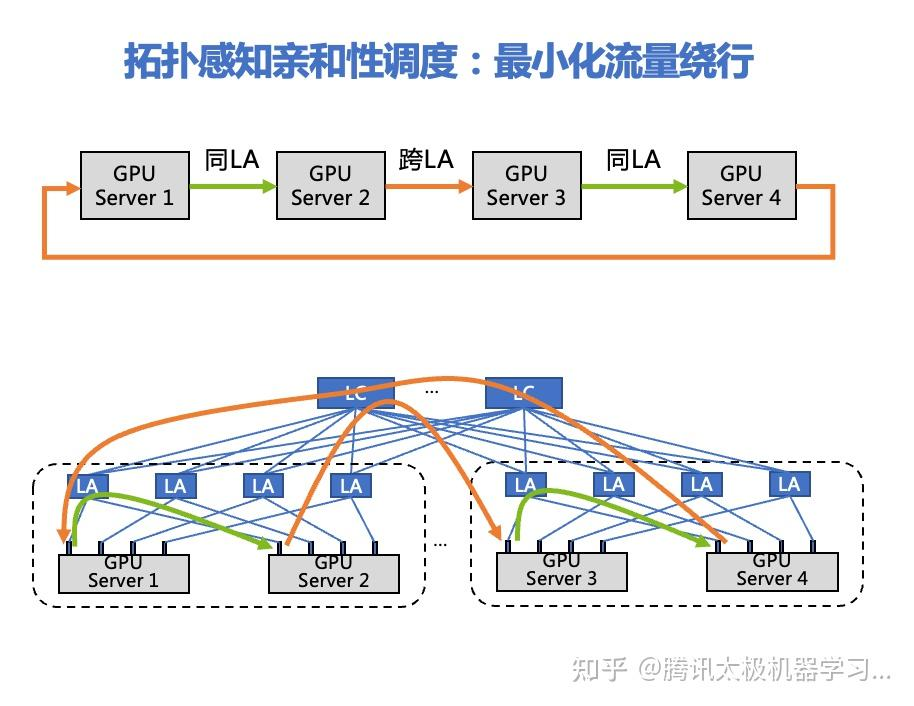 拓扑感知亲和性调度：最小化流量绕行
同LA
跨LA
同LA
GPU
Server 1
GPU
Server 2
GPU
Server 3
GPU
Server 4
LC
...
LC
LA
LA
LA
LA
LA
LA
LA
LA
...
GPU
Server 1
GPU
Server 2
GPU
Server 3
GPU
Server 4
知乎 @腾讯太极机器学习...